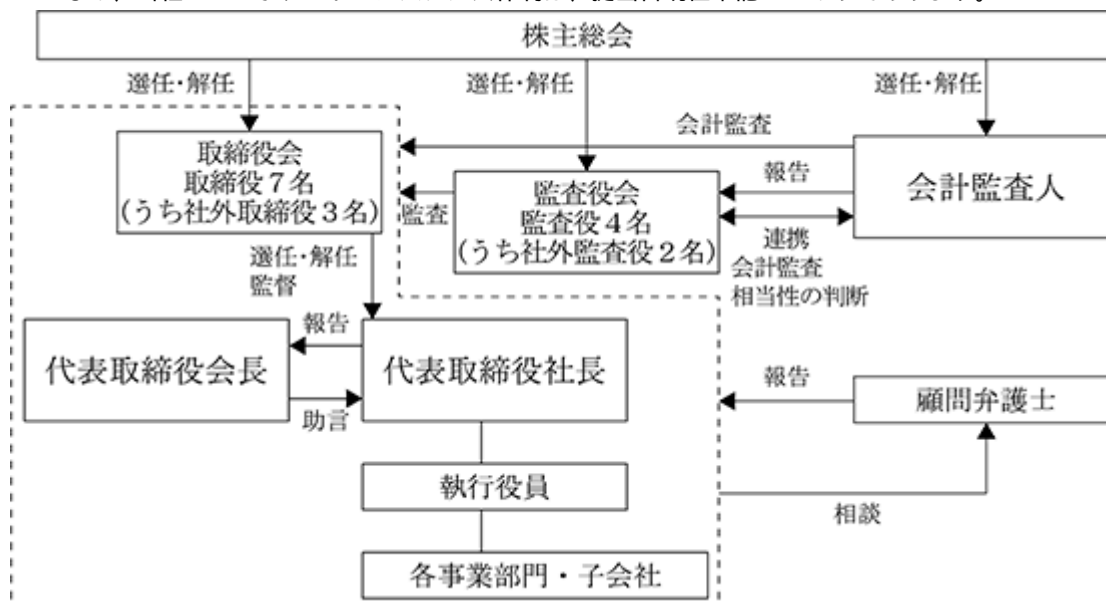 株主総会
選任・解任
選任・解任
選任・解任
会計監査
取締役会
取締役7名
(うち社外取締役3名)
監査
監査役会
監査役4名
(うち社外監査役2名)
報告
会計監査人
連携
会計監査
相当性の判断
選任・解任
監督
代表取締役会長
報告
助言
代表取締役社長
報告
顧問弁護士
相談
執行役員
各事業部門・子会社